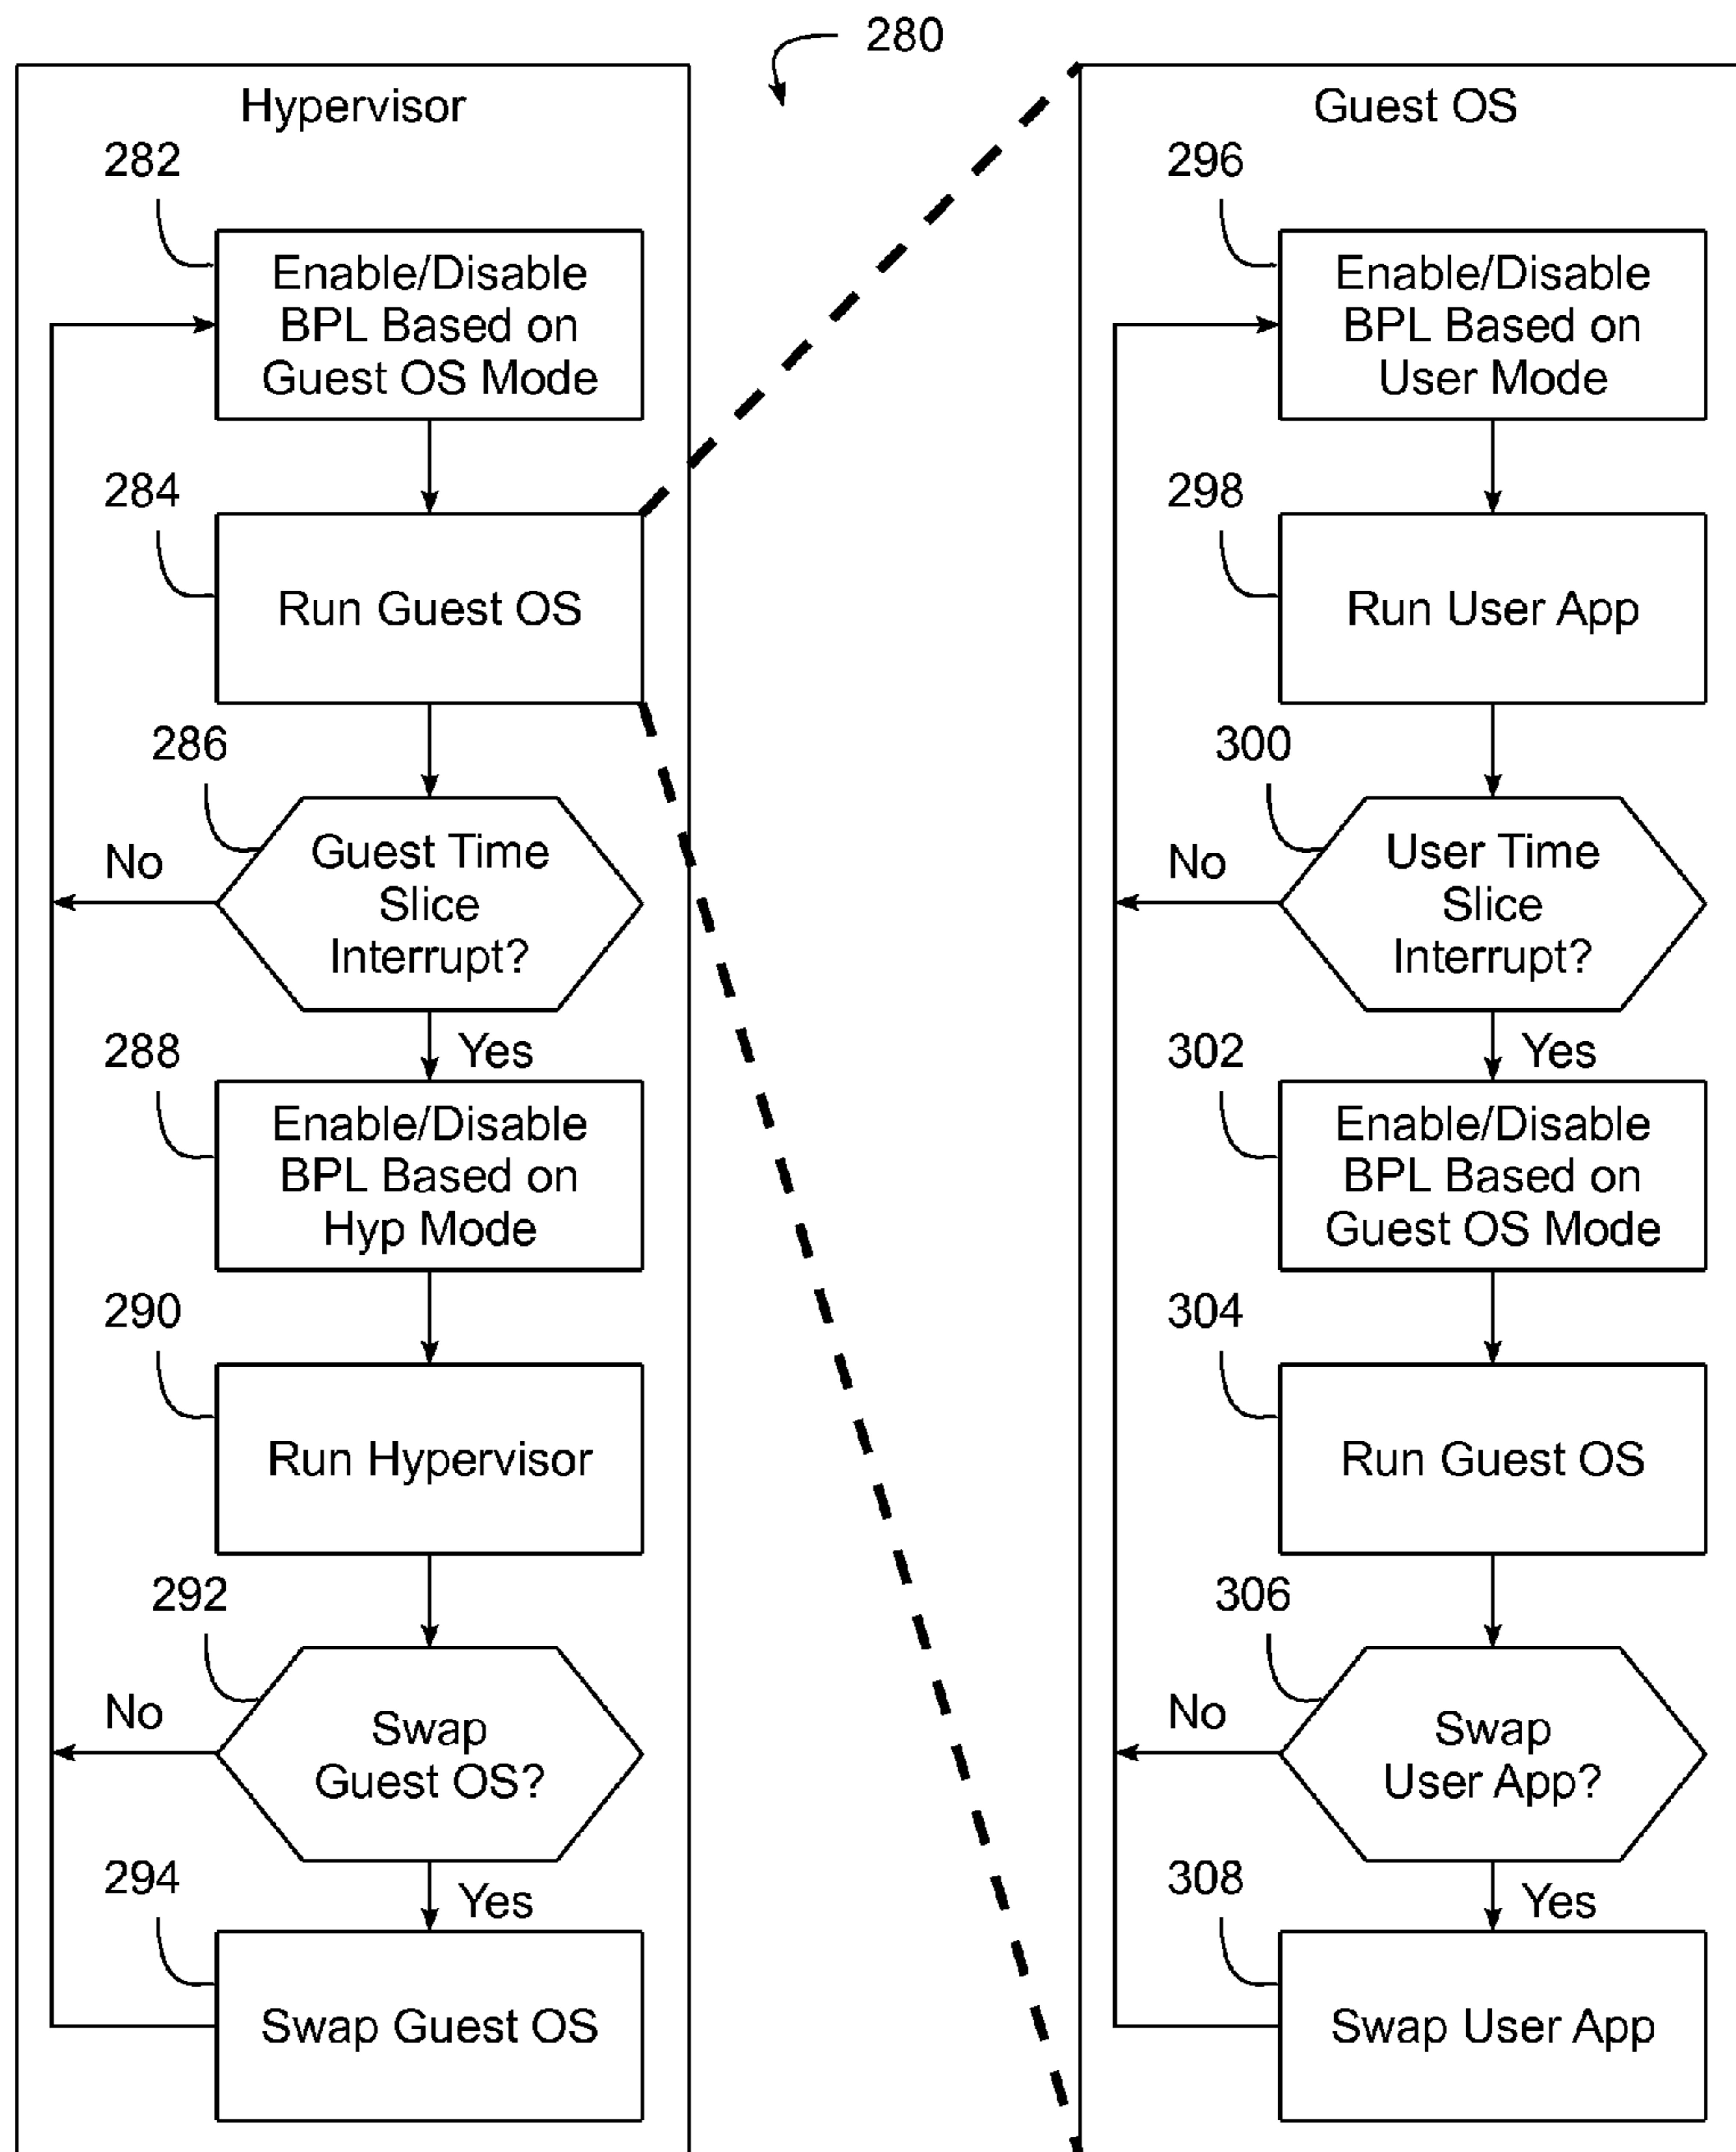 280
Hypervisor
282
Enable/Disable
BPL Based on
Guest OS Mode
284
Run Guest OS
286
Guest Time
Slice
Interrupt?
No
Yes
288
Enable/Disable
BPL Based on
Hyp Mode
290
Run Hypervisor
292
Swap
Guest OS?
No
Yes
294
Swap Guest OS
Guest OS
296
Enable/Disable
BPL Based on
User Mode
298
Run User App
300
User Time
Slice
Interrupt?
No
Yes
302
Enable/Disable
BPL Based on
Guest OS Mode
304
Run Guest OS
306
Swap
User App?
No
Yes
308
Swap User App